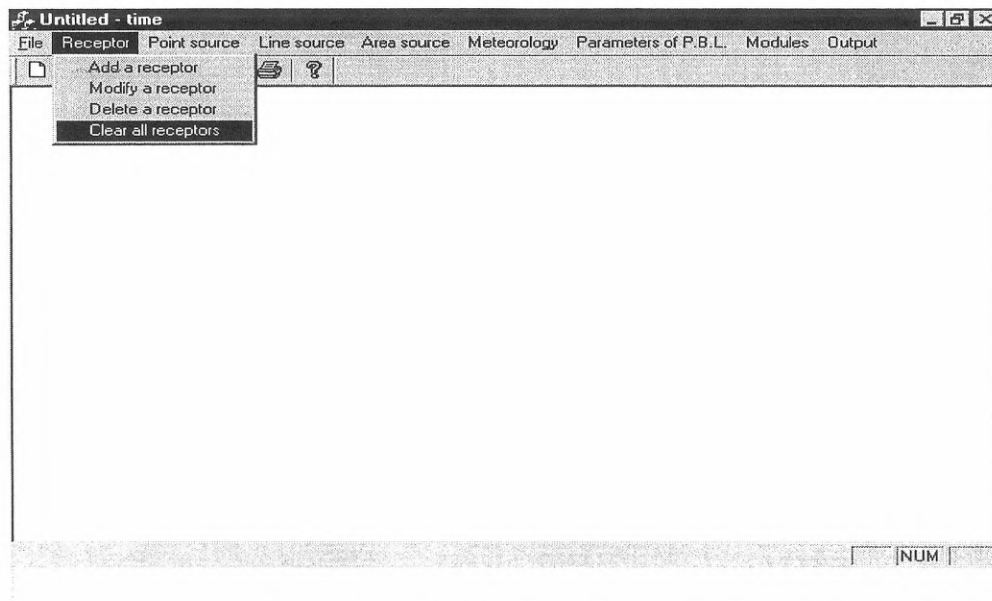 Untitled - time
File Receptor Point source Line source Area source Meteorology Parameters of P.B.L. Modules Output
Add a receptor
Modify a receptor
Delete a receptor
Clear all receptors
NUM